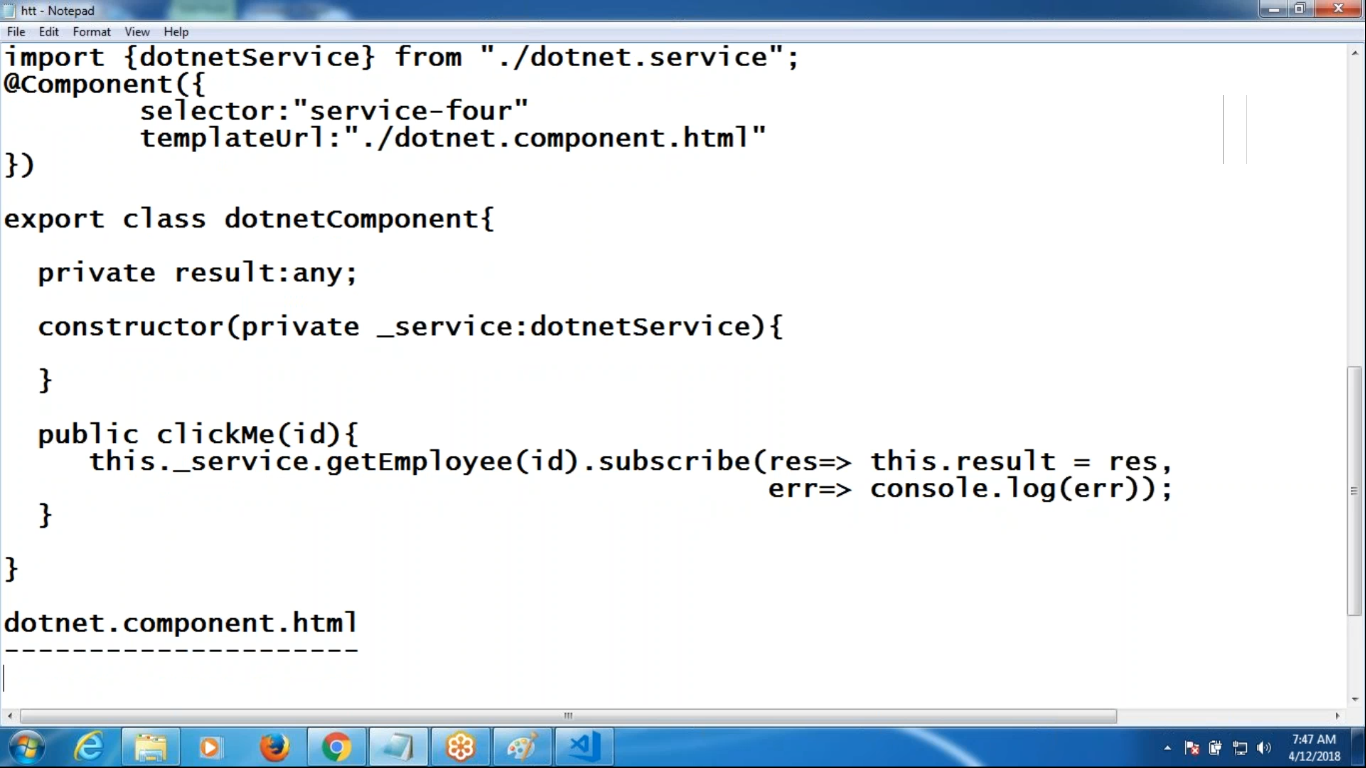 htt - Notepad
File Edit Format View Help
import {dotnetService} from "./dotnet.service";
@Component({
selector:"service-four"
templateUrl:"./dotnet.component.html"
})
export class dotnetComponent{
private result:any;
constructor(private _service:dotnetService){
}
public clickMe(id){
this._service.getEmployee(id).subscribe(res=> this.result = res,
err=> console.log(err));
}
}
dotnet.component.html
---------------------
7:47 AM
4/12/2018